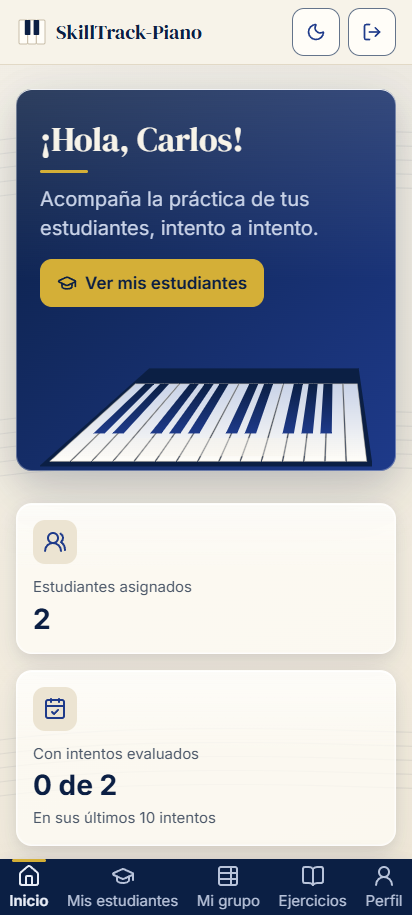 SkillTrack-Piano
¡Hola, Carlos!
Acompaña la práctica de tus
estudiantes, intento a intento.
Ver mis estudiantes
Estudiantes asignados
2
Con intentos evaluados
0 de 2
En sus últimos 10 intentos
Inicio
Mis estudiantes
Mi grupo
Ejercicios
Perfil